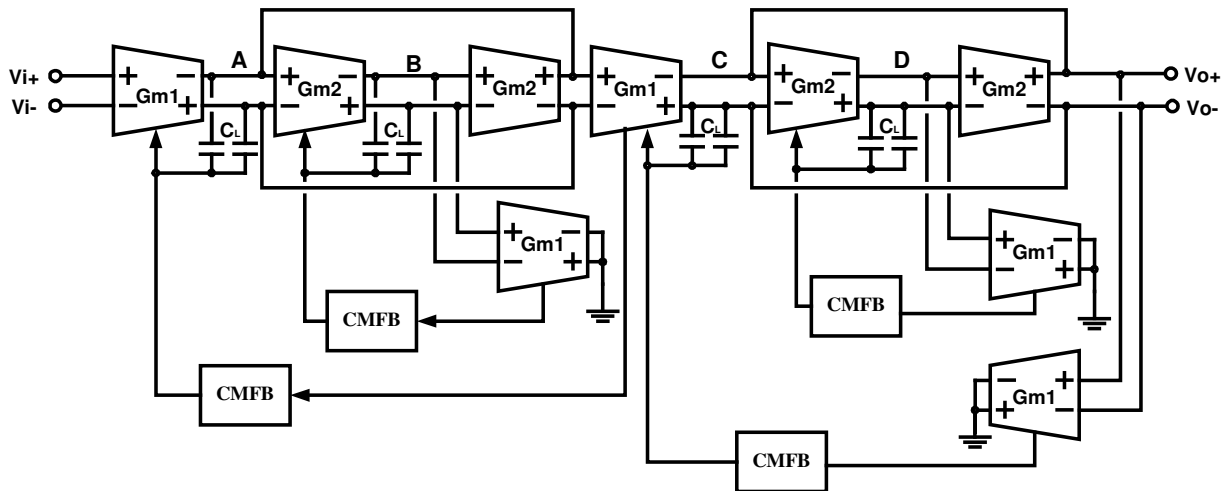 A
B
C
D
Vi+
Vi-
+
−
Gm1
−
+
+
−
Gm2
−
+
+
−
Gm2
−
+
+
−
Gm1
−
+
+
−
Gm2
−
+
+
−
Gm2
−
+
Vo+
Vo-
CL
CL
CL
CL
+
−
Gm1
−
+
+
−
Gm1
−
+
CMFB
CMFB
CMFB
−
+
Gm1
+
−
CMFB